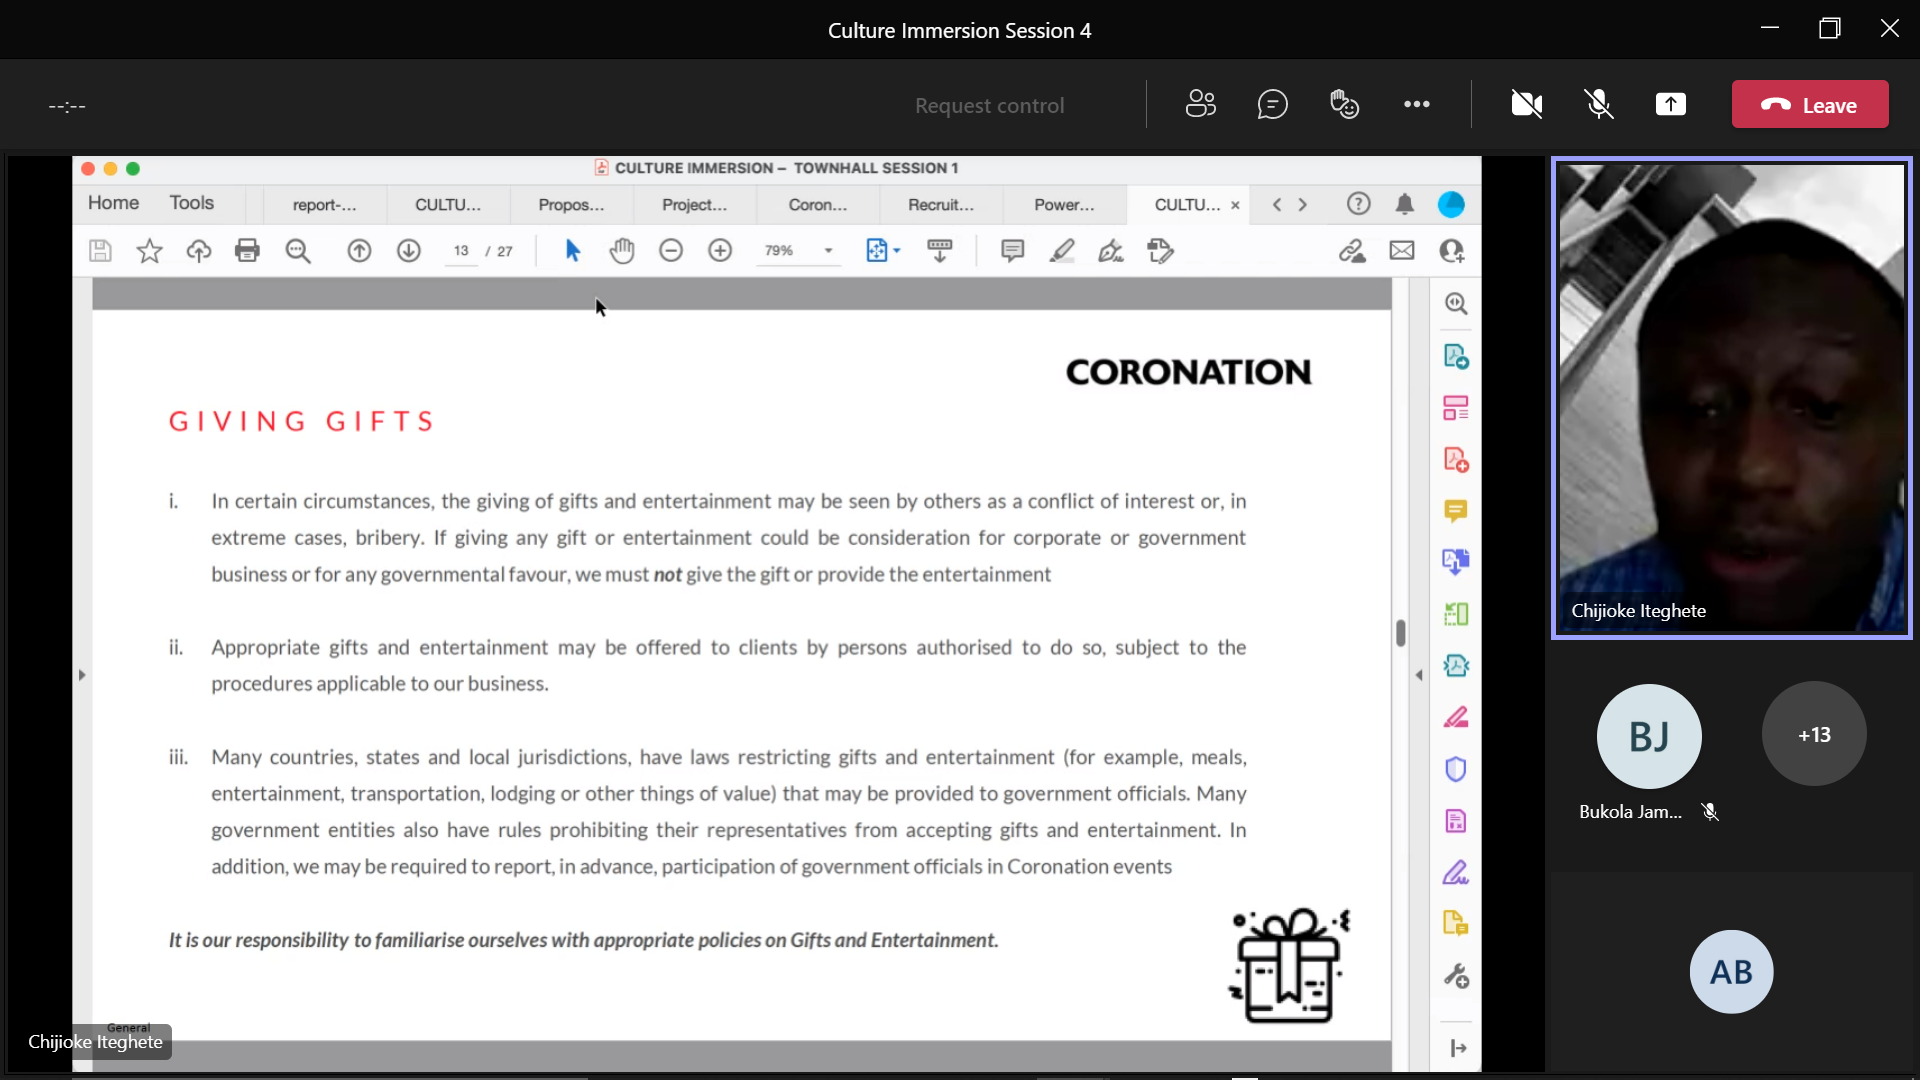 Culture Immersion Session 4
--:--
Request control
Leave
CULTURE IMMERSION – TOWNHALL SESSION 1
Home Tools report-... CULTU... Propos... Project... Coron... Recruit... Power... CULTU... ×
13 / 27 79%
CORONATION
GIVING GIFTS
i. In certain circumstances, the giving of gifts and entertainment may be seen by others as a conflict of interest or, in
extreme cases, bribery. If giving any gift or entertainment could be consideration for corporate or government
business or for any governmental favour, we must not give the gift or provide the entertainment
ii. Appropriate gifts and entertainment may be offered to clients by persons authorised to do so, subject to the
procedures applicable to our business.
iii. Many countries, states and local jurisdictions, have laws restricting gifts and entertainment (for example, meals,
entertainment, transportation, lodging or other things of value) that may be provided to government officials. Many
government entities also have rules prohibiting their representatives from accepting gifts and entertainment. In
addition, we may be required to report, in advance, participation of government officials in Coronation events
It is our responsibility to familiarise ourselves with appropriate policies on Gifts and Entertainment.
General
Chijioke Iteghete
Chijioke Iteghete
BJ
+13
Bukola Jam...
AB